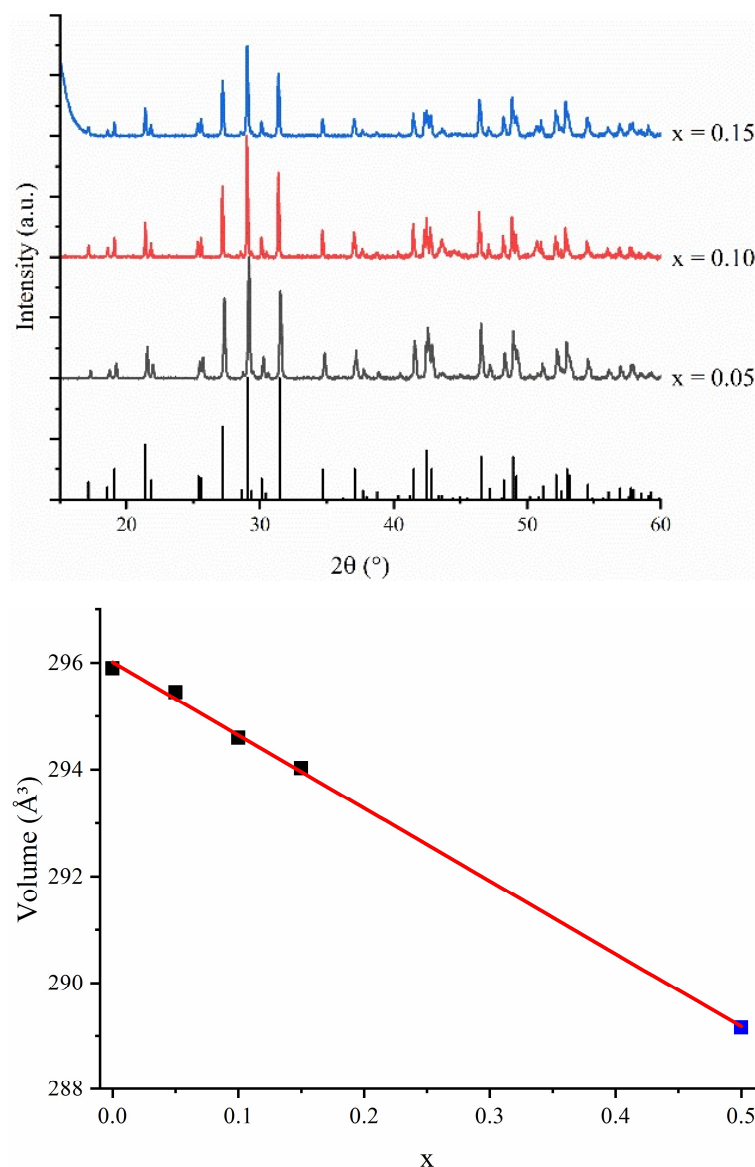 Intensity (a.u.)
x = 0.15
x = 0.10
x = 0.05
20 30 40 50 60
2θ (°)
Volume (Å³)
296
294
292
290
288
0.0 0.1 0.2 0.3 0.4 0.5
x